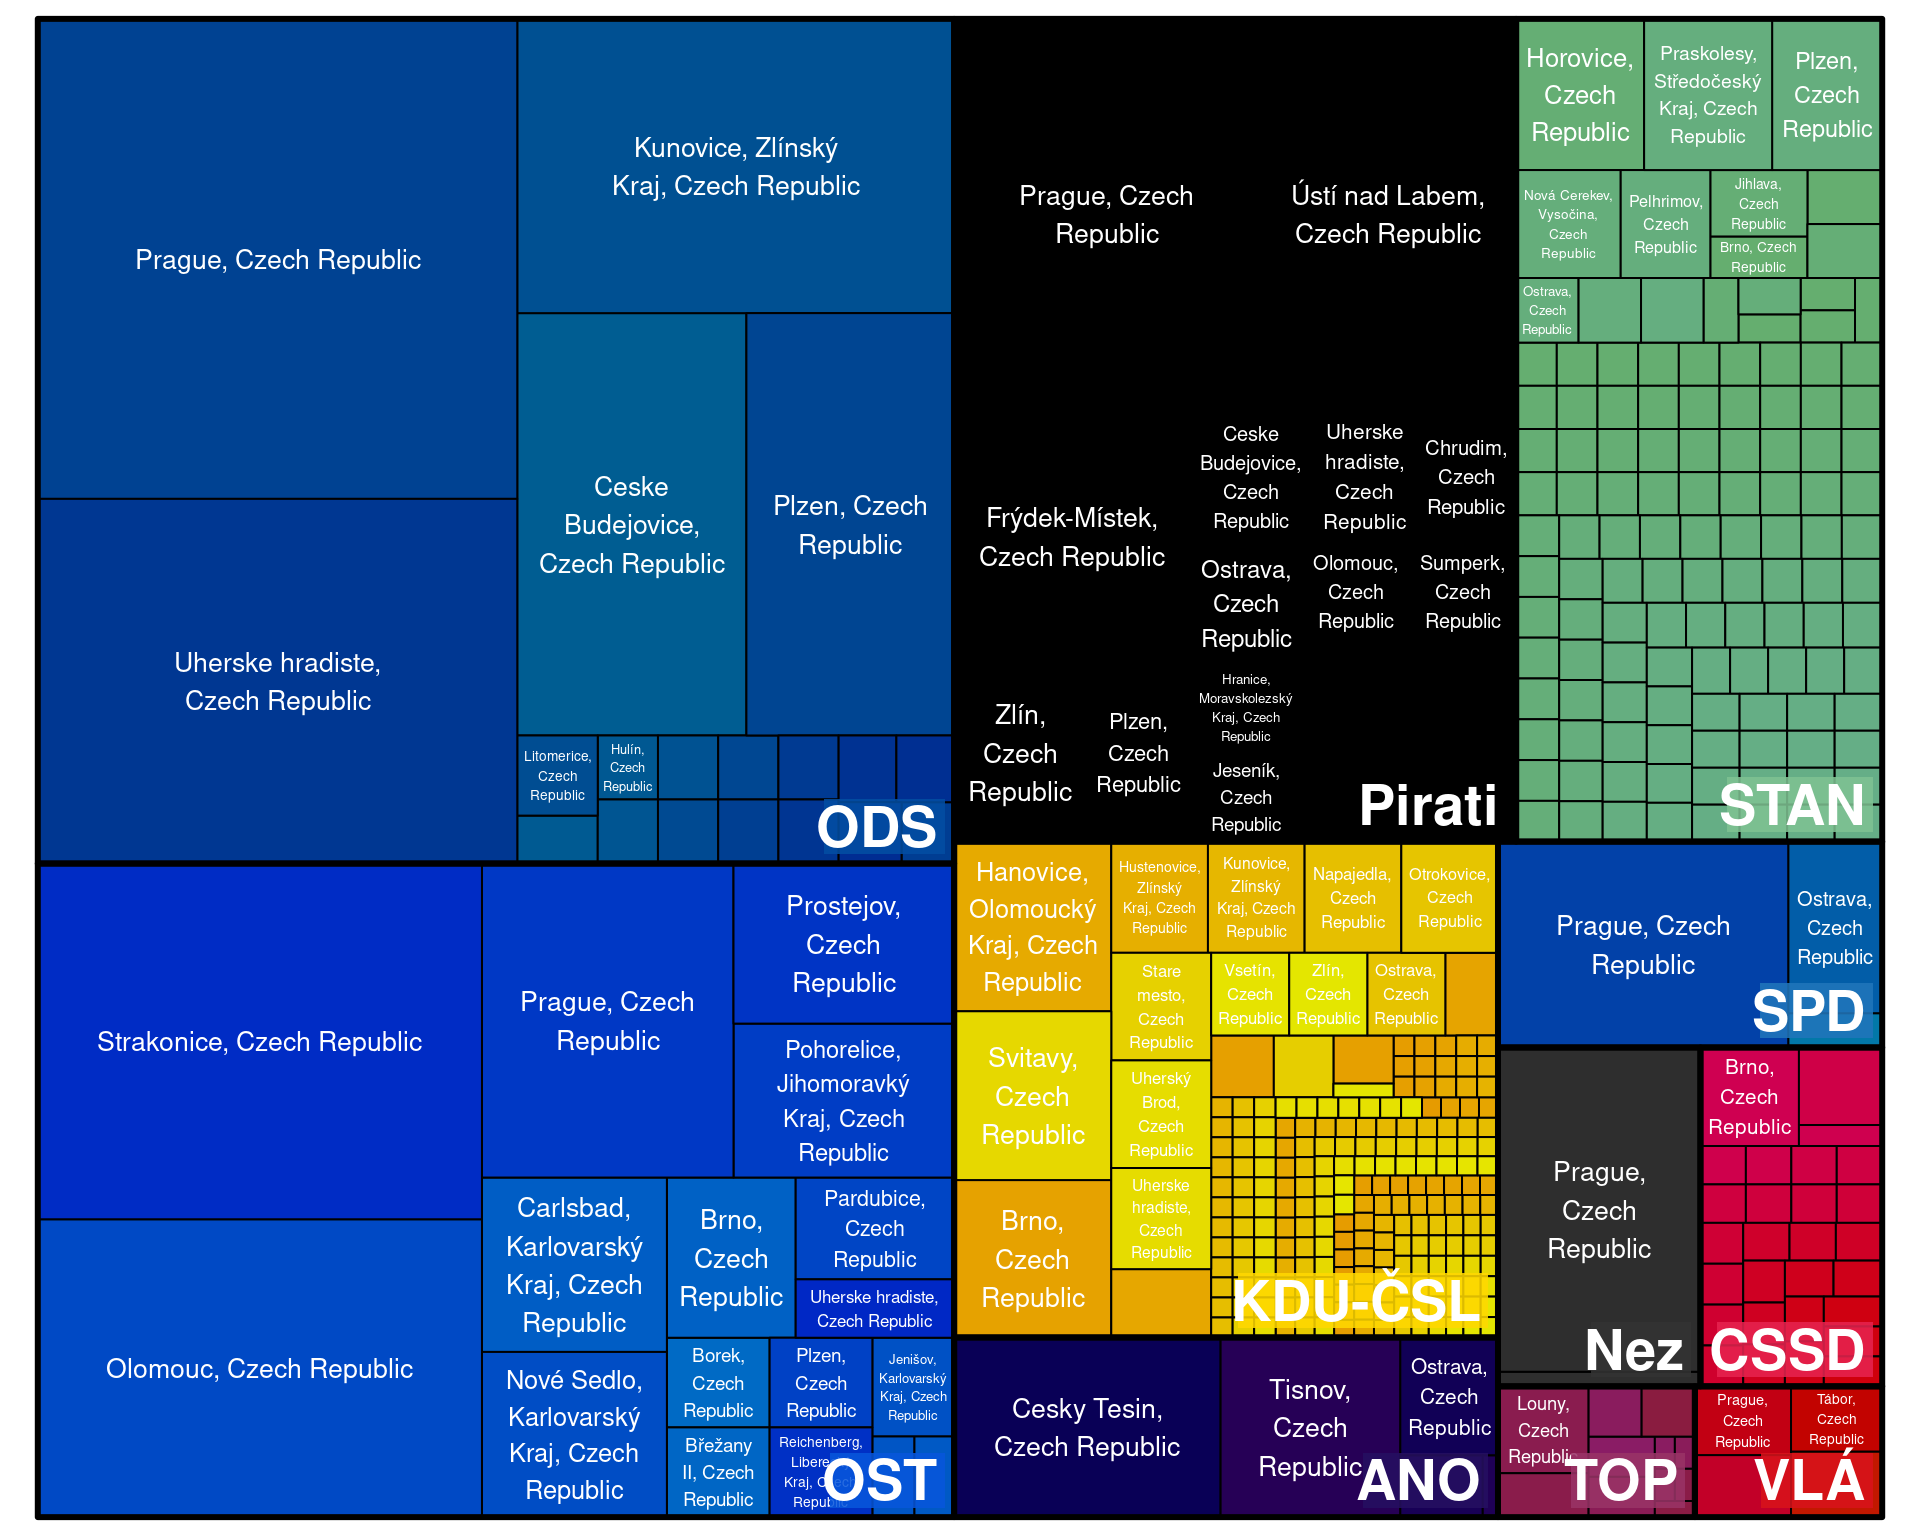 Prague, Czech Republic
Kunovice, Zlínský
Kraj, Czech Republic
Uherske hradiste,
Czech Republic
Ceske
Budejovice,
Czech Republic
Plzen, Czech
Republic
Litomerice,
Czech
Republic
Hulín,
Czech
Republic
ODS
Prague, Czech
Republic
Ústí nad Labem,
Czech Republic
Frýdek-Místek,
Czech Republic
Ceske
Budejovice,
Czech
Republic
Uherske
hradiste,
Czech
Republic
Chrudim,
Czech
Republic
Ostrava,
Czech
Republic
Olomouc,
Czech
Republic
Sumperk,
Czech
Republic
Zlín,
Czech
Republic
Plzen,
Czech
Republic
Hranice,
Moravskolezský
Kraj, Czech
Republic
Jeseník,
Czech
Republic
Pirati
Horovice,
Czech
Republic
Praskolesy,
Středočeský
Kraj, Czech
Republic
Plzen,
Czech
Republic
Nová Cerekev,
Vysočina,
Czech
Republic
Pelhrimov,
Czech
Republic
Jihlava,
Czech
Republic
Brno, Czech
Republic
Ostrava,
Czech
Republic
STAN
Strakonice, Czech Republic
Olomouc, Czech Republic
Prague, Czech
Republic
Prostejov,
Czech
Republic
Pohorelice,
Jihomoravký
Kraj, Czech
Republic
Carlsbad,
Karlovarský
Kraj, Czech
Republic
Brno,
Czech
Republic
Pardubice,
Czech
Republic
Uherske hradiste,
Czech Republic
Nové Sedlo,
Karlovarský
Kraj, Czech
Republic
Borek,
Czech
Republic
Plzen,
Czech
Republic
Jenišov,
Karlovarský
Kraj, Czech
Republic
Břežany
II, Czech
Republic
Reichenberg,
Kraj,
OST
Hanovice,
Olomoucký
Kraj, Czech
Republic
Hustenovice,
Zlínský
Kraj, Czech
Republic
Kunovice,
Zlínský
Kraj, Czech
Republic
Napajedla,
Czech
Republic
Otrokovice,
Czech
Republic
Svitavy,
Czech
Republic
Stare
mesto,
Czech
Republic
Vsetín,
Czech
Republic
Zlín,
Czech
Republic
Ostrava,
Czech
Republic
Uherský
Brod,
Czech
Republic
Brno,
Czech
Republic
Uherske
hradiste,
Czech
Republic
KDU-ČSL
Prague, Czech
Republic
Ostrava,
Czech
Republic
SPD
Prague,
Czech
Republic
Nez
Brno,
Czech
Republic
CSSD
Cesky Tesin,
Czech Republic
Tisnov,
Czech
Republic
Ostrava,
Czech
Republic
ANO
Louny,
Czech
Republic
TOP
Prague,
Czech
Republic
Tábor,
Czech
Republic
VLÁ